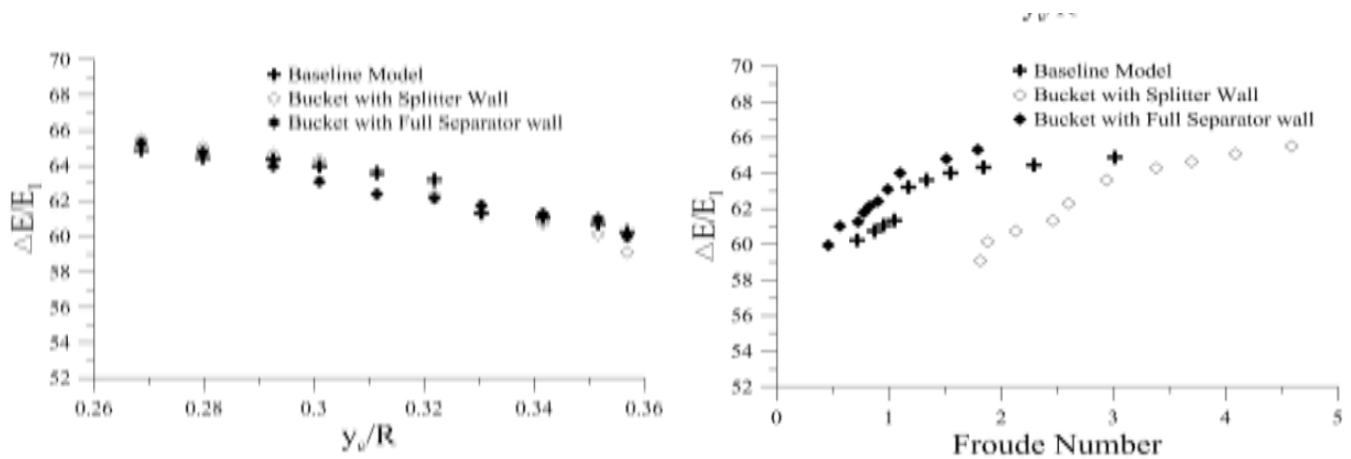 70
68
66
64
62
60
58
56
54
52
ΔE/E₁
Baseline Model
Bucket with Splitter Wall
Bucket with Full Separator wall
0.26 0.28 0.3 0.32 0.34 0.36
70
68
66
64
62
60
58
56
54
52
ΔE/E₁
Baseline Model
Bucket with Splitter Wall
Bucket with Full Separator wall
0 1 2 3 4 5
Froude Number